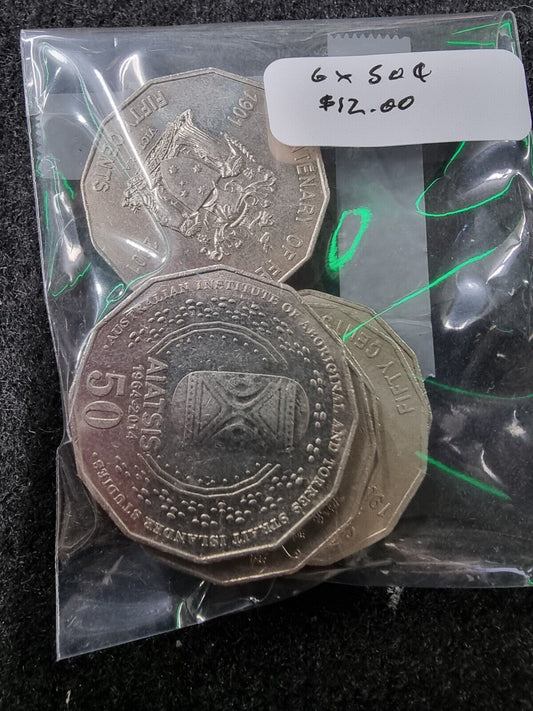 6 x 50¢
$12.00
1901
FIFTY CENTS
CENTENARY OF
AUSTRALIAN INSTITUTE OF ABORIGINAL AND TORRES STRAIT ISLANDER STUDIES
AIATSIS
1964-2014
50
FIFTY CENTS